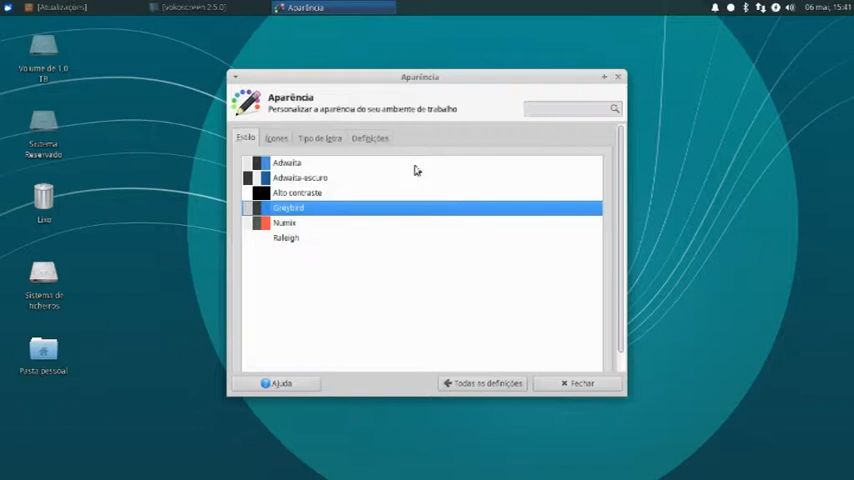 [Atualizações]
[vokoscreen 2.5.0]
Aparência
06 mai, 15:41
Volume de 1.0
TB
Sistema
Reservado
Lixo
Sistema de
ficheiros
Pasta pessoal
Aparência
Aparência
Personalizar a aparência do seu ambiente de trabalho
Estilo
Ícones
Tipo de letra
Definições
Adwaita
Adwaita-escuro
Alto contraste
Greybird
Numix
Raleigh
Ajuda
Todas as definições
Fechar